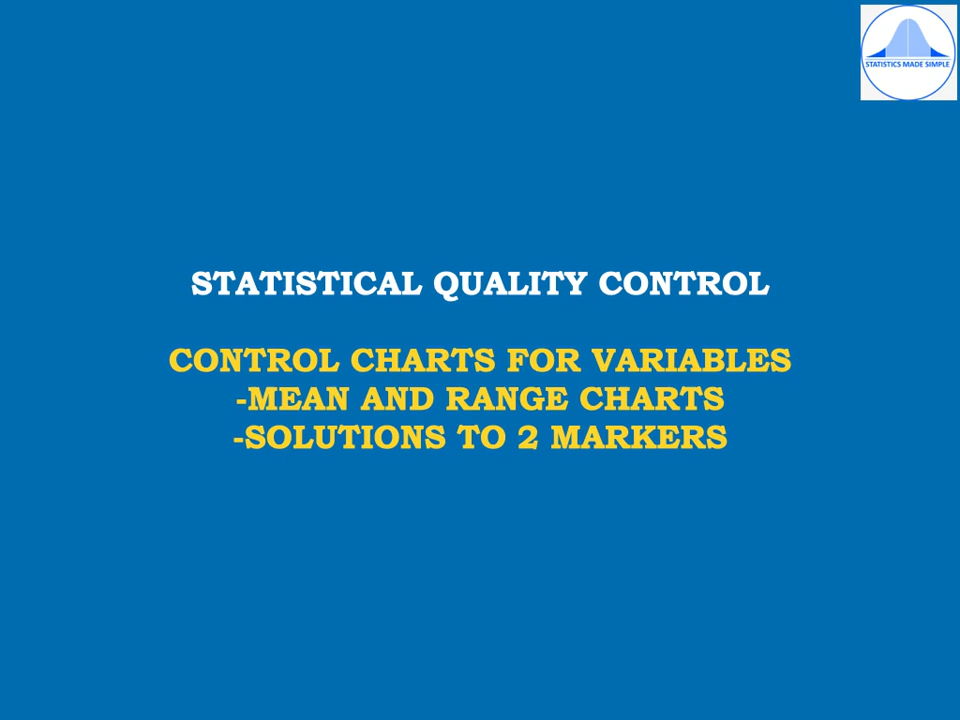 STATISTICS MADE SIMPLE
STATISTICAL QUALITY CONTROL
CONTROL CHARTS FOR VARIABLES
-MEAN AND RANGE CHARTS
-SOLUTIONS TO 2 MARKERS